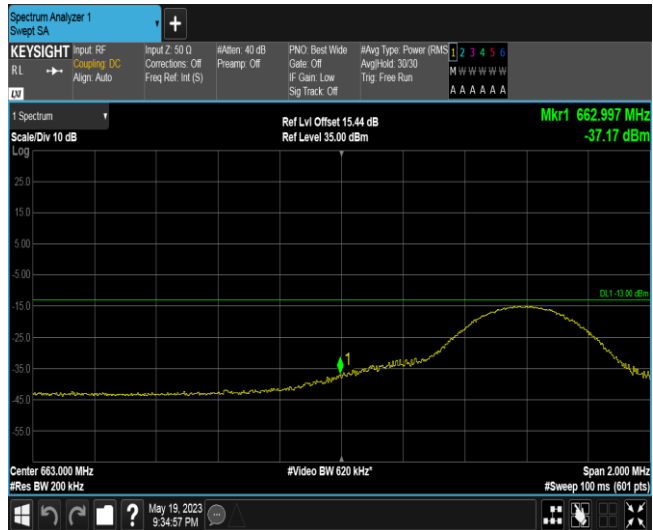 Spectrum Analyzer 1
Swept SA
+
KEYSIGHT
RL
LXI
Input: RF
Coupling: DC
Align: Auto
Input Z: 50 Ω
Corrections: Off
Freq Ref: Int (S)
#Atten: 40 dB
Preamp: Off
PNO: Best Wide
Gate: Off
IF Gain: Low
Sig Track: Off
#Avg Type: Power (RMS
Avg|Hold: 30/30
Trig: Free Run
1 2 3 4 5 6
M W W W W W
A A A A A A
1 Spectrum
Scale/Div 10 dB
Log
Ref Lvl Offset 15.44 dB
Ref Level 35.00 dBm
Mkr1 662.997 MHz
-37.17 dBm
25.0
15.0
5.00
-5.00
DL1 -13.00 dBm
-15.0
-25.0
1
-35.0
-45.0
-55.0
Center 663.000 MHz
#Res BW 200 kHz
#Video BW 620 kHz*
Span 2.000 MHz
#Sweep 100 ms (601 pts)
?
May 19, 2023
9:34:57 PM